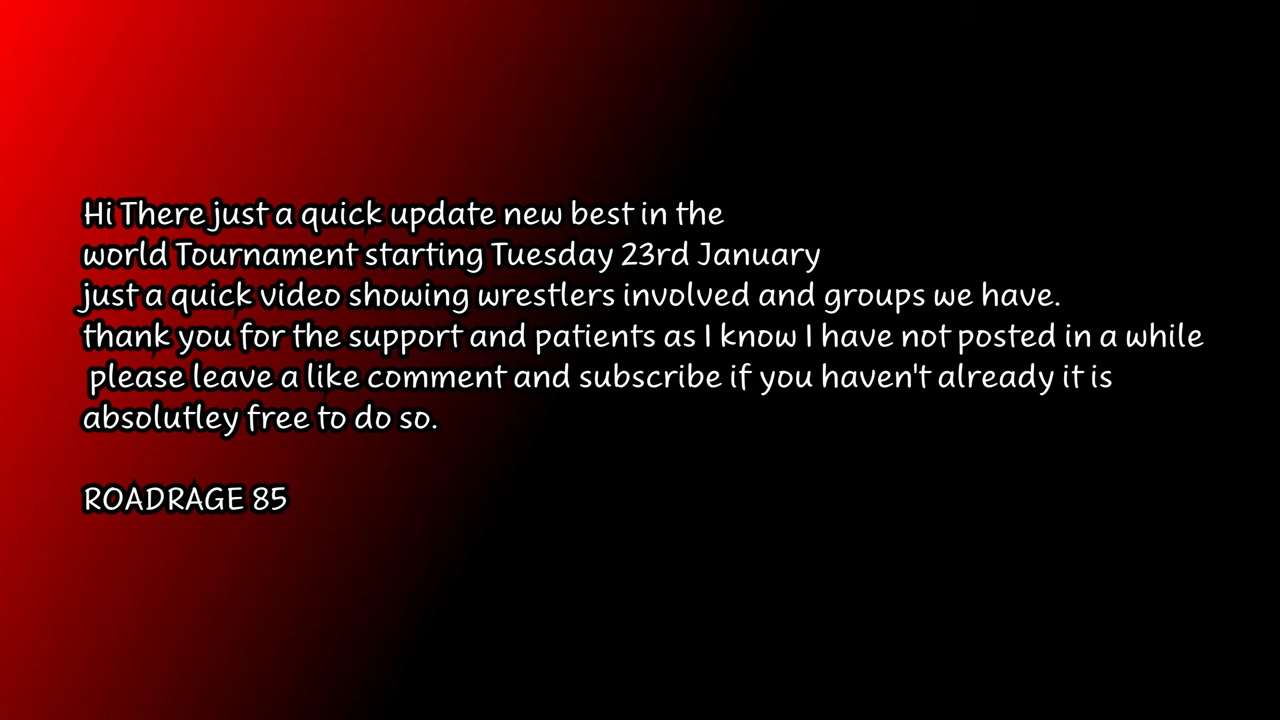 Hi There just a quick update new best in the
world Tournament starting Tuesday 23rd January
just a quick video showing wrestlers involved and groups we have.
thank you for the support and patients as I know I have not posted in a while
please leave a like comment and subscribe if you haven't already it is
absolutley free to do so.
ROADRAGE 85